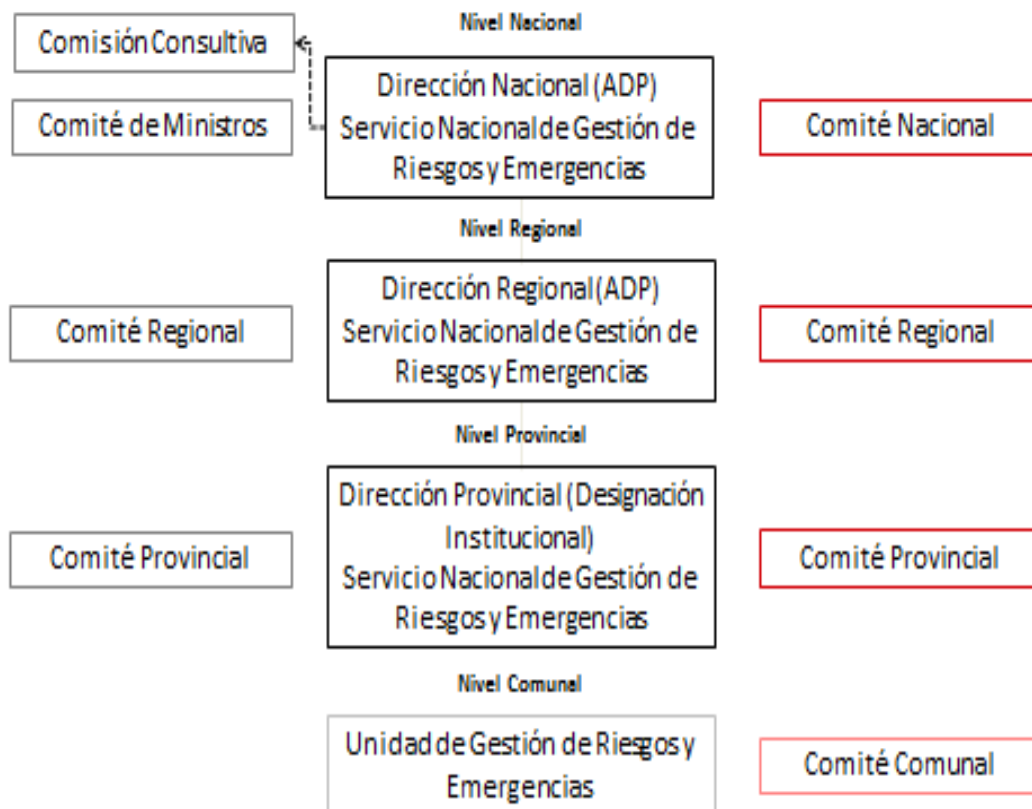 Nivel Nacional
Comisión Consultiva
Dirección Nacional (ADP)
Servicio Nacional de Gestión de
Riesgos y Emergencias
Comité de Ministros
Comité Nacional
Nivel Regional
Dirección Regional (ADP)
Servicio Nacional de Gestión de
Riesgos y Emergencias
Comité Regional
Comité Regional
Nivel Provincial
Dirección Provincial (Designación
Institucional)
Servicio Nacional de Gestión de
Riesgos y Emergencias
Comité Provincial
Comité Provincial
Nivel Comunal
Unidad de Gestión de Riesgos y
Emergencias
Comité Comunal